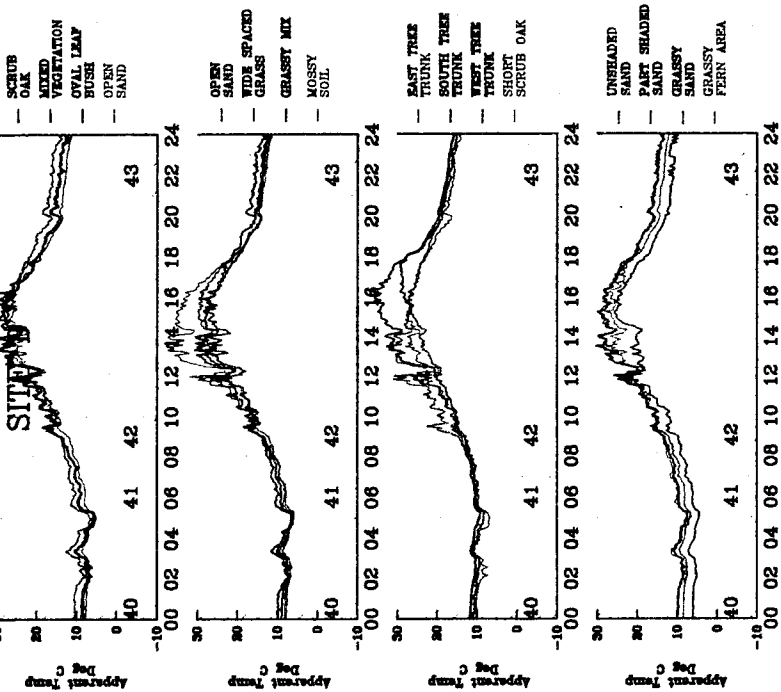 SITE
Apparent Temp
Deg C
20
10
0
-10
40 41 42 43
00 02 04 06 08 10 12 14 16 18 20 22 24
SCRUB
OAK
MIXED
VEGETATION
OVAL LEAF
BUSH
OPEN
SAND
Apparent Temp
Deg C
30
20
10
0
-10
40 41 42 43
00 02 04 06 08 10 12 14 16 18 20 22 24
OPEN
SAND
WIDE SPACED
GRASS
GRASSY MIX
MOSSY
SOIL
Apparent Temp
Deg C
30
20
10
0
-10
40 41 42 43
00 02 04 06 08 10 12 14 16 18 20 22 24
EAST TREE
TRUNK
SOUTH TREE
TRUNK
WEST TREE
TRUNK
SHORT
SCRUB OAK
Apparent Temp
Deg C
30
20
10
0
-10
40 41 42 43
00 02 04 06 08 10 12 14 16 18 20 22 24
UNSHADED
SAND
PART SHADED
SAND
GRASSY
SAND
GRASSY
FERN AREA